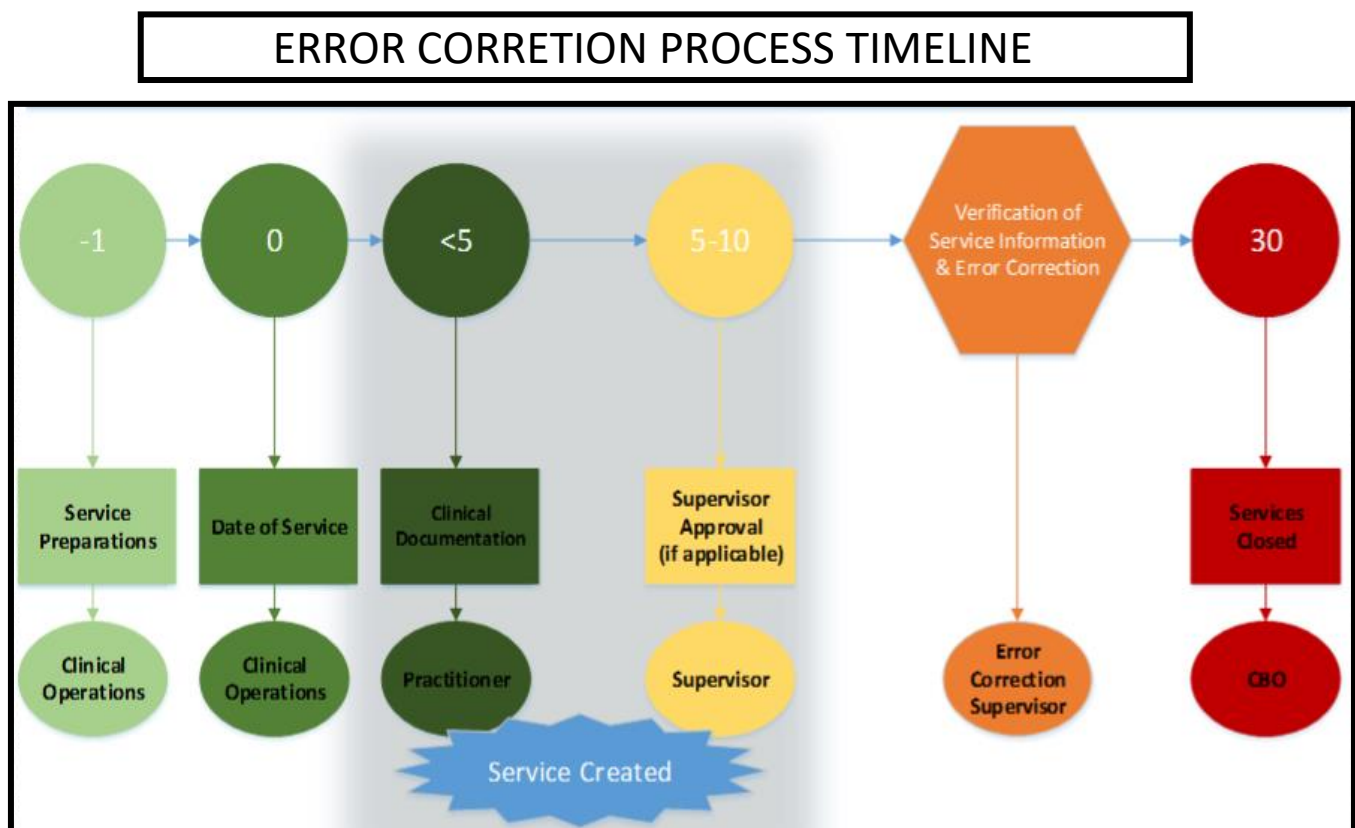 ERROR CORRETION PROCESS TIMELINE
-1
0
<5
5-10
Verification of
Service Information
& Error Correction
30
Service
Preparations
Date of Service
Clinical
Documentation
Supervisor
Approval
(if applicable)
Services
Closed
Clinical
Operations
Clinical
Operations
Practitioner
Supervisor
Error
Correction
Supervisor
CBO
Service Created